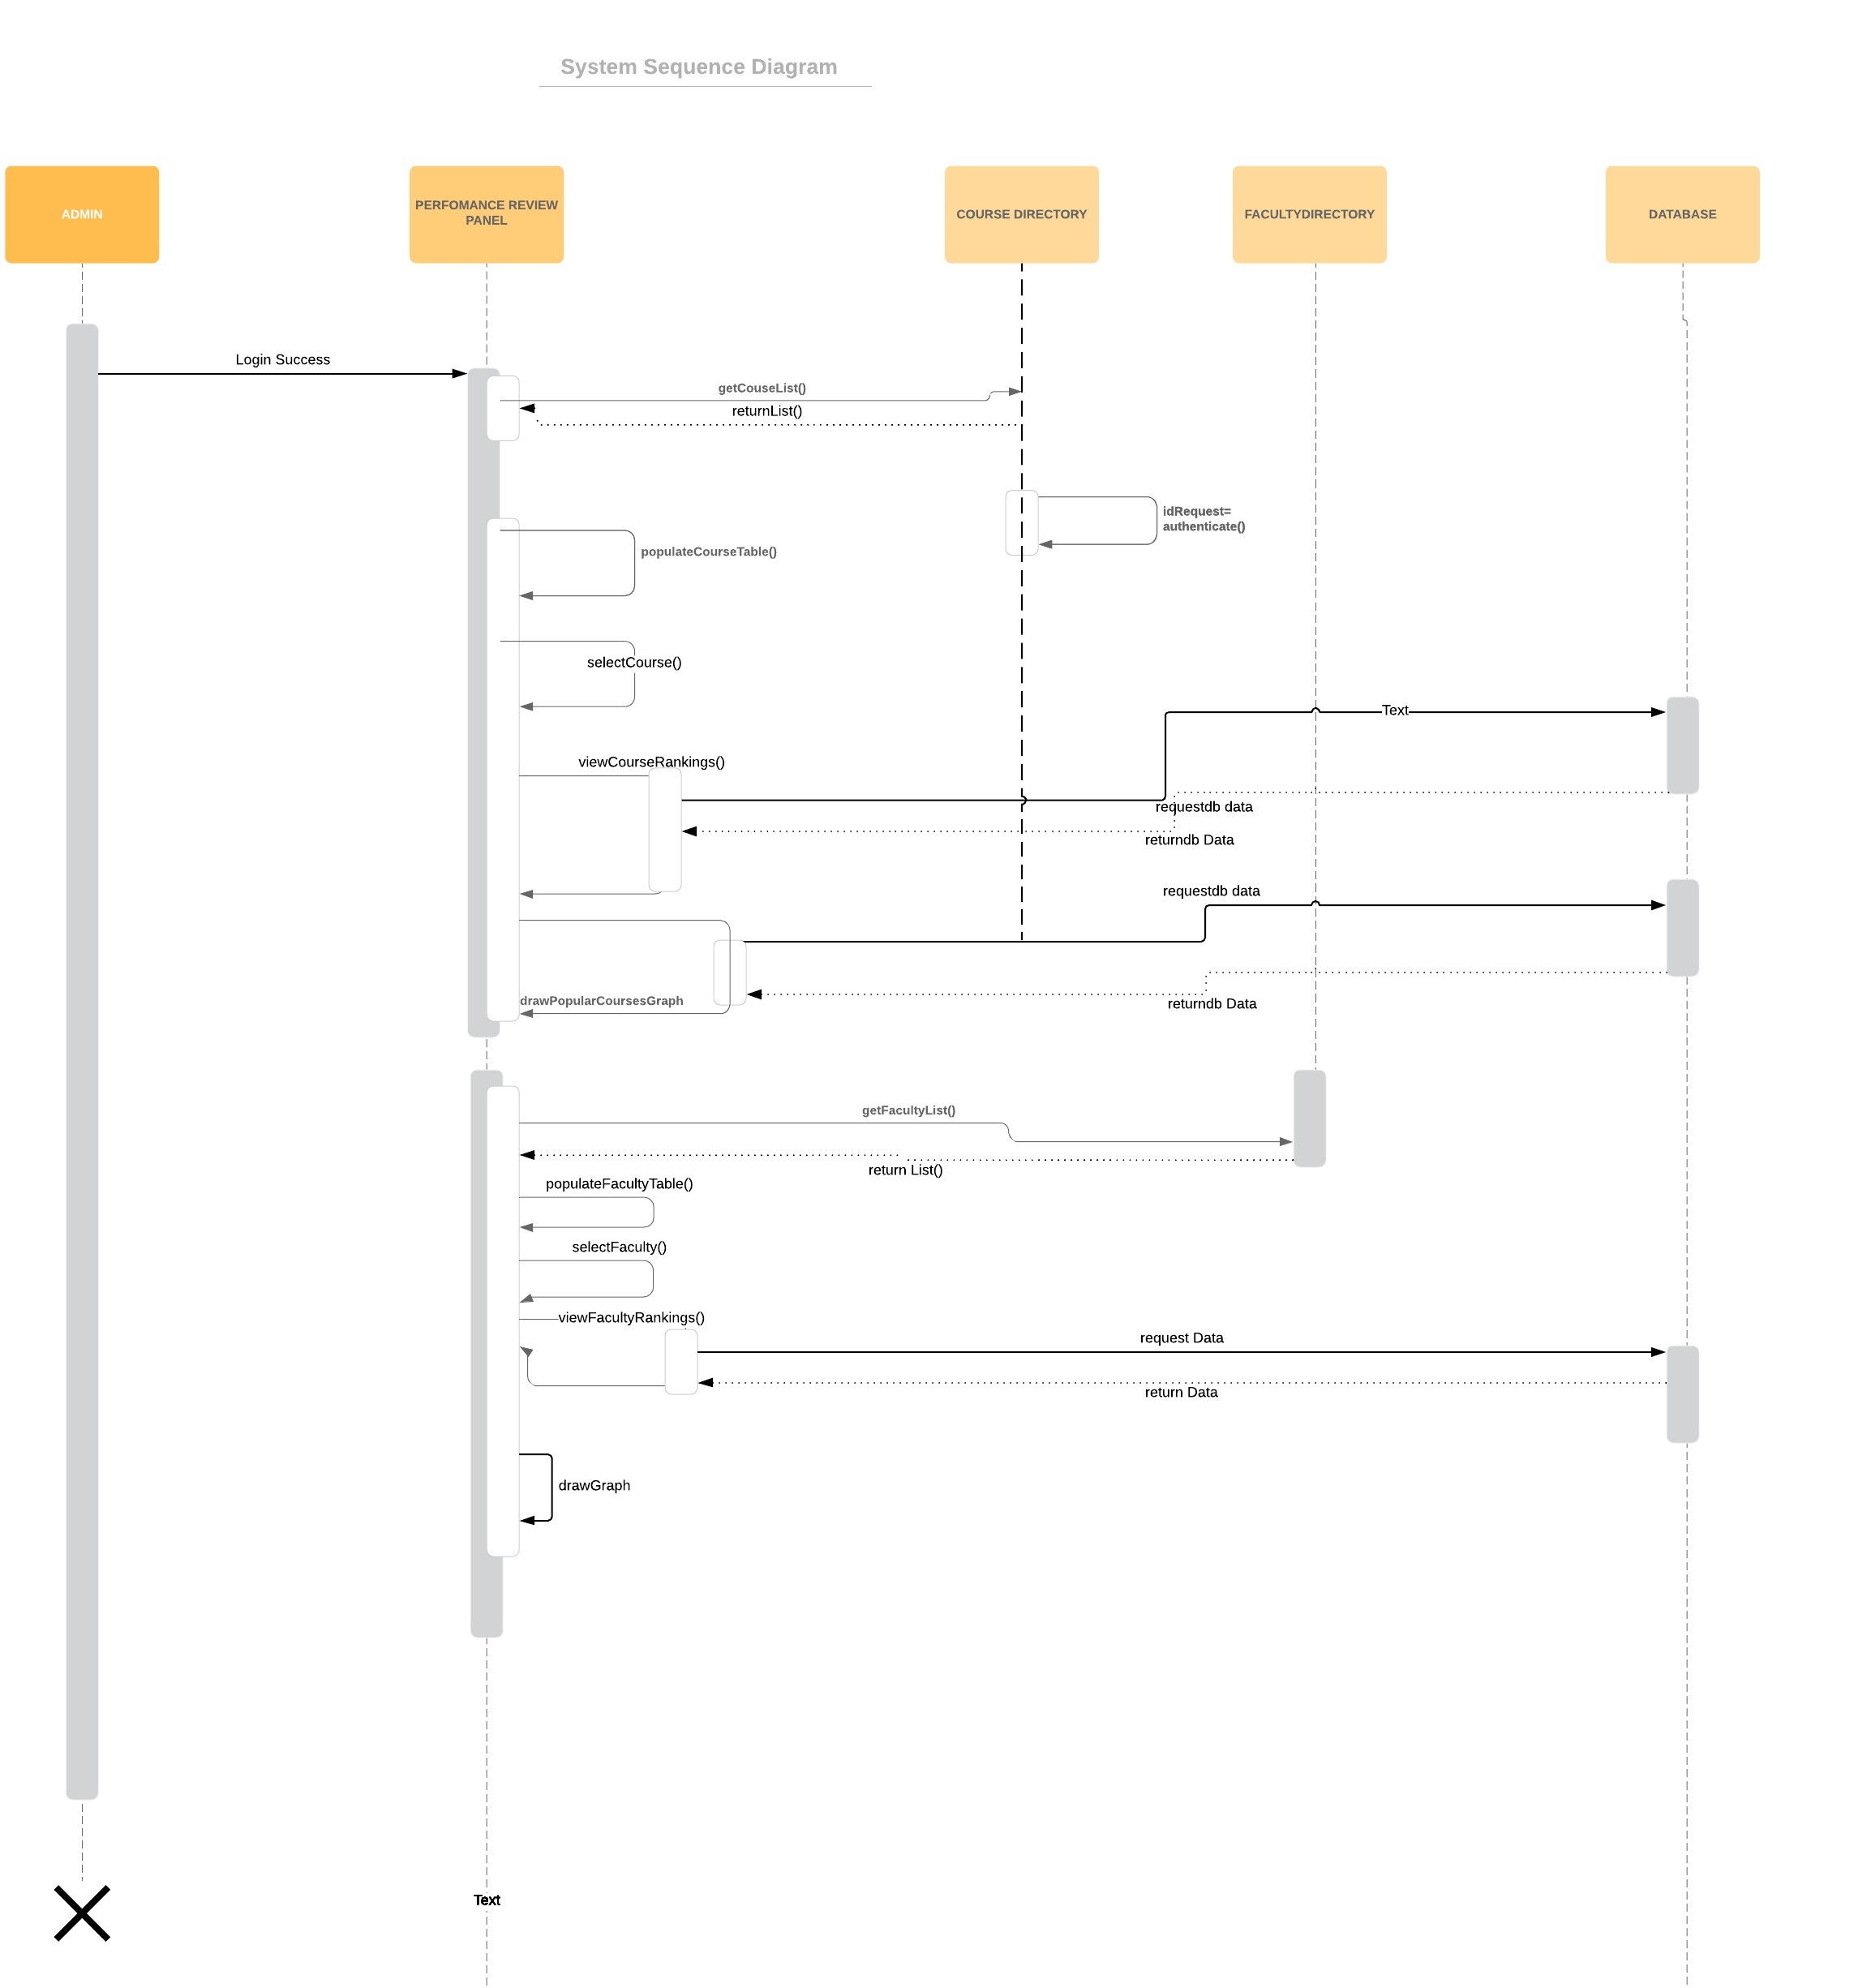 System Sequence Diagram
ADMIN
PERFOMANCE REVIEW
PANEL
COURSE DIRECTORY
FACULTYDIRECTORY
DATABASE
Login Success
getCouseList()
returnList()
idRequest=
authenticate()
populateCourseTable()
selectCourse()
Text
viewCourseRankings()
requestdb data
returndb Data
requestdb data
drawPopularCoursesGraph
returndb Data
getFacultyList()
return List()
populateFacultyTable()
selectFaculty()
viewFacultyRankings()
request Data
return Data
drawGraph
Text